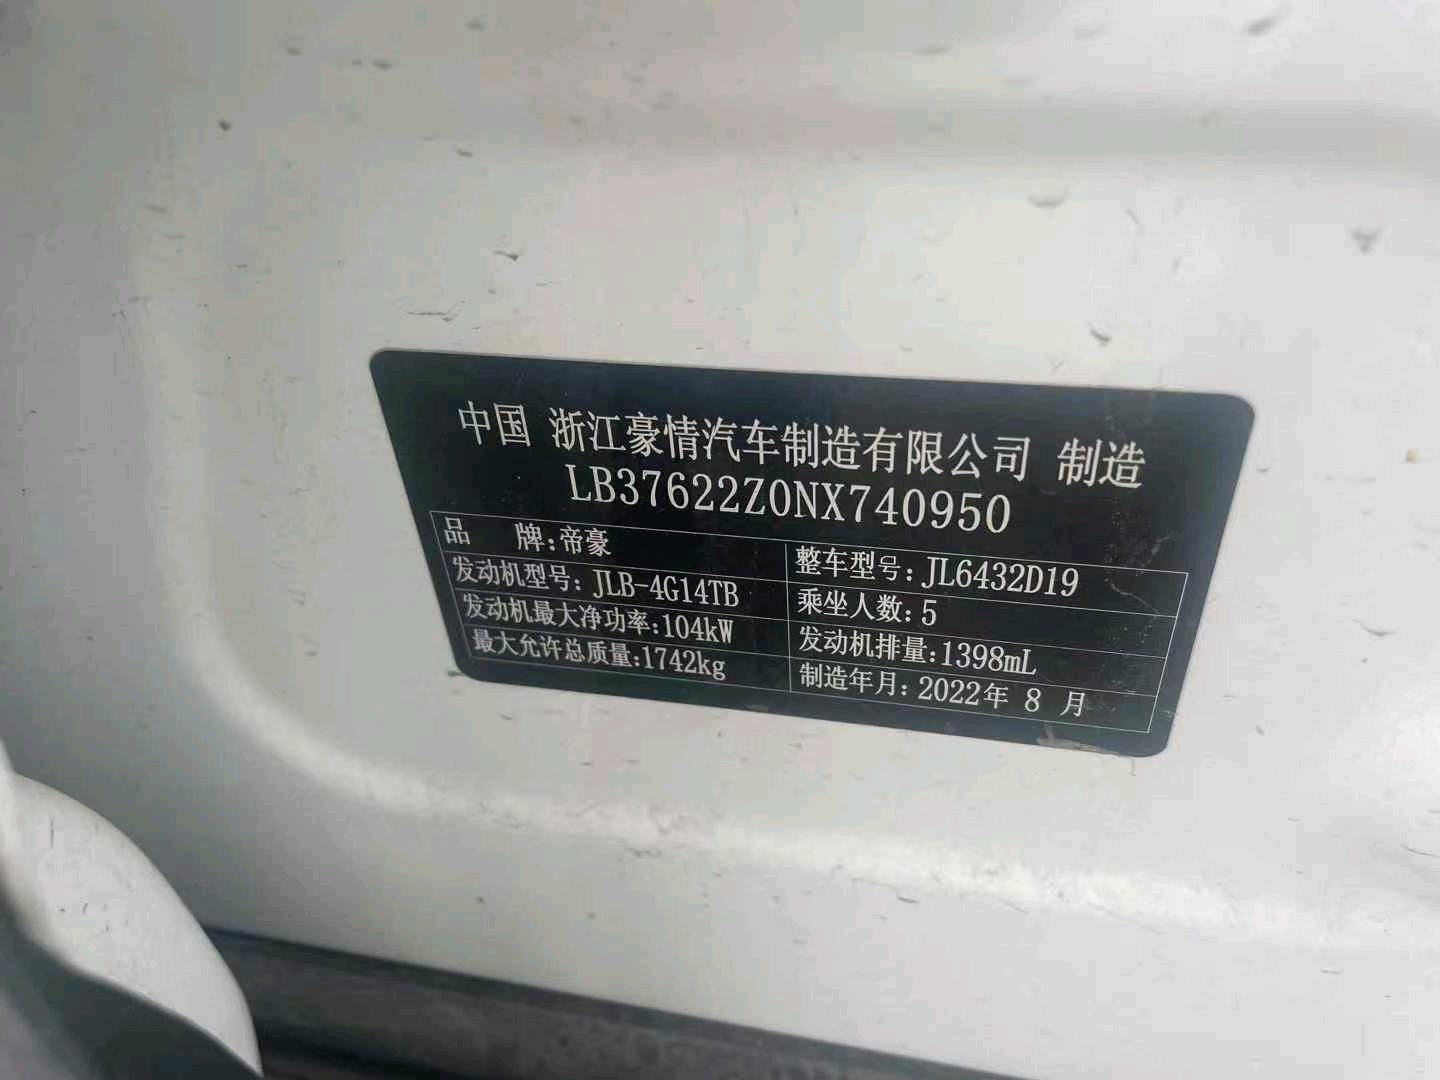 中国 浙江豪情汽车制造有限公司 制造
LB37622Z0NX740950
品 牌:帝豪 整车型号:JL6432D19
发动机型号:JLB-4G14TB 乘坐人数:5
发动机最大净功率:104kW 发动机排量:1398mL
最大允许总质量:1742kg 制造年月:2022年 8 月